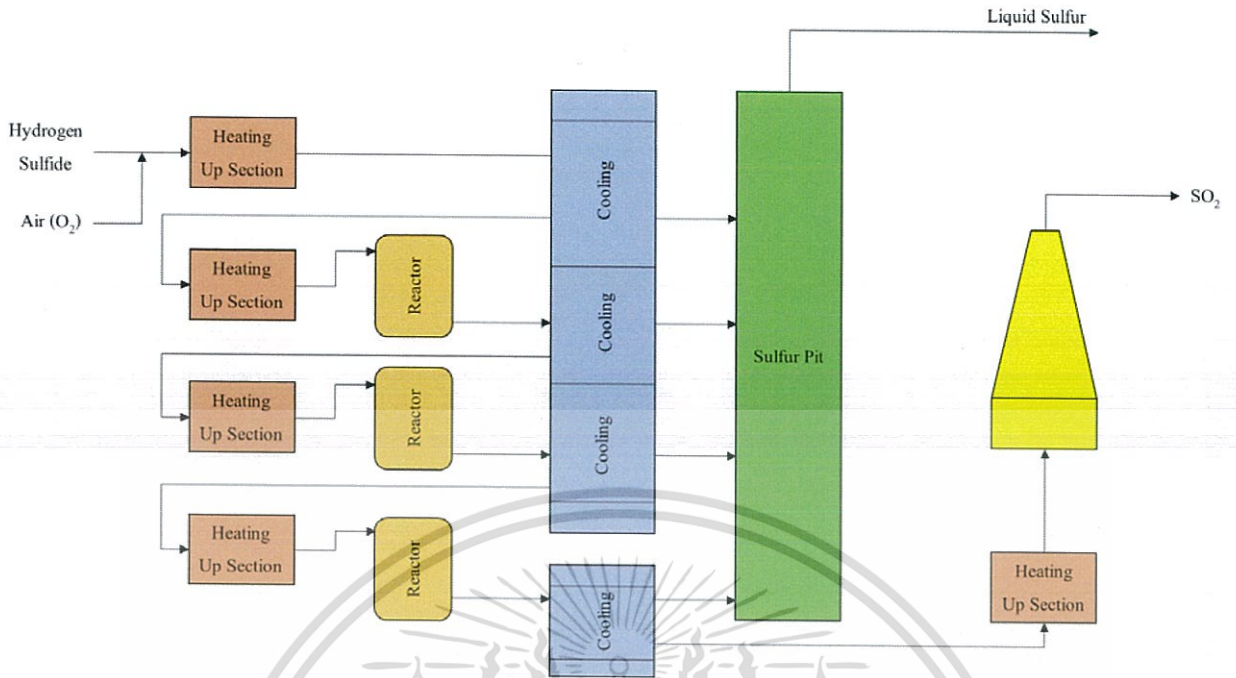 Liquid Sulfur
Hydrogen
Sulfide
Heating
Up Section
Air (O₂)
Cooling
SO₂
Heating
Up Section
Reactor
Cooling
Sulfur Pit
Heating
Up Section
Reactor
Cooling
Heating
Up Section
Reactor
Cooling
Heating
Up Section